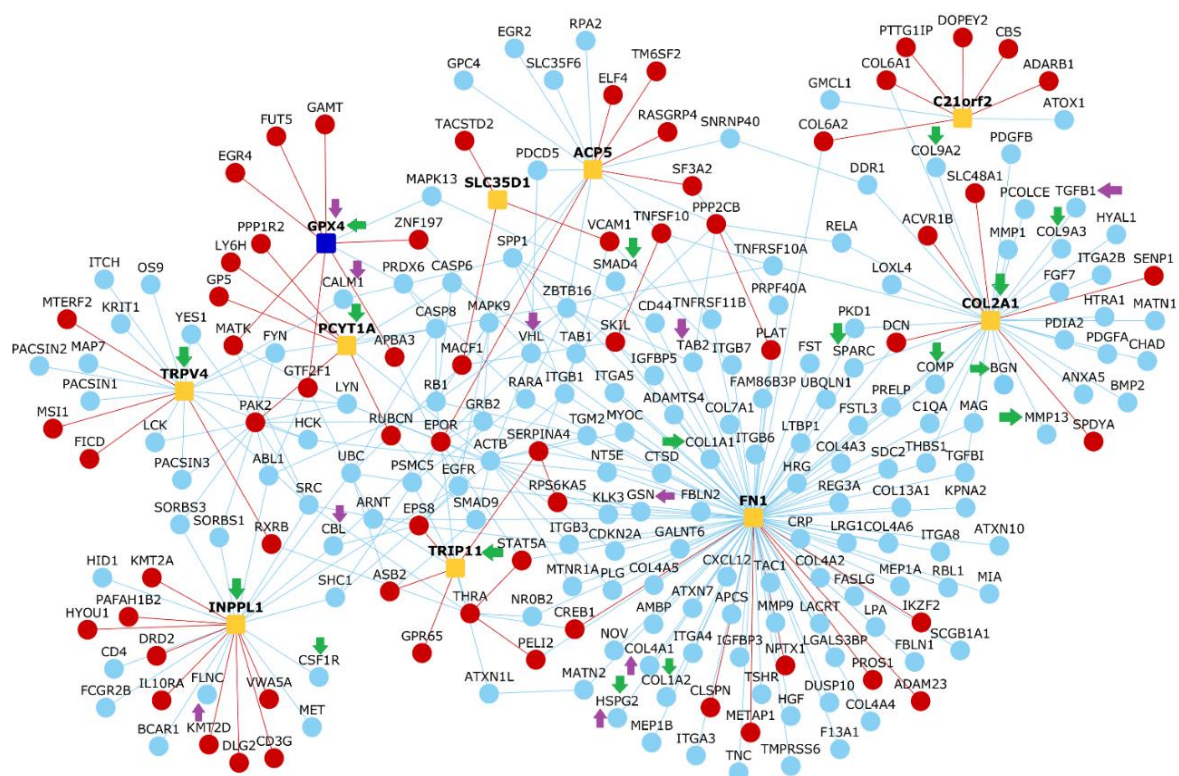 DOPEY2
RPA2
PTTG1IP
CBS
EGR2
COL6A1
TM6SF2
SLC35F6
ADARB1
GPC4
ELF4
GMCL1
C21orf2
ATOX1
GAMT
RASGRP4
SNRNP40
COL6A2
FUT5
TACSTD2
PDGFB
ACP5
COL9A2
PDCD5
EGR4
DDR1
SF3A2
SLC48A1
MAPK13
SLC35D1
PCOLCE
TGFB1
PPP2CB
ACVR1B
HYAL1
PPP1R2
GPX4
ZNF197
VCAM1
TNFSF10
RELA
MMP1
COL9A3
LY6H
SPP1
SMAD4
TNFRSF10A
ITGA2B
SENP1
ITCH
OS9
PRDX6
CASP6
LOXL4
FGF7
GP5
CALM1
ZBTB16
PRPF40A
COL2A1
HTRA1
MATN1
MTERF2
KRIT1
CASP8
MAPK9
CD44
TNFRSF11B
PKD1
DCN
PDIA2
YES1
MATK
PCYT1A
APBA3
VHL
TAB1
SKIL
TAB2
ITGB7
PLAT
FST
SPARC
COMP
PDGFA
CHAD
PACSIN2
MAP7
FYN
MACF1
TRPV4
GTF2F1
RB1
RARA
ITGB1
ITGA5
IGFBP5
FAM86B3P
UBQLN1
PRELP
BGN
ANXA5
BMP2
PACSIN1
LYN
GRB2
ADAMTS4
MSI1
PAK2
RUBCN
EPOR
TGM2
MYOC
COL7A1
LTBP1
FSTL3
C1QA
MAG
MMP13
SPDYA
LCK
HCK
ACTB
SERPINA4
COL1A1
ITGB6
COL4A3
THBS1
FICD
SDC2
PACSIN3
ABL1
UBC
PSMC5
EGFR
NT5E
CTSD
HRG
TGFBI
RPS6KA5
REG3A
COL13A1
KPNA2
SRC
KLK3
GSN
FBLN2
FN1
SORBS3
ARNT
EPS8
SMAD9
SORBS1
CBL
ITGB3
CDKN2A
GALNT6
CRP
LRG1
COL4A6
ITGA8
ATXN10
RXRB
TRIP11
STAT5A
HID1
KMT2A
MTNR1A
PLG
COL4A5
CXCL12
TAC1
COL4A2
MEP1A
RBL1
MIA
SHC1
ASB2
FASLG
PAFAH1B2
ATXN7
APCS
HYOU1
INPPL1
THRA
NR0B2
CREB1
AMBP
MMP9
LACRT
LPA
IKZF2
DRD2
GPR65
PELI2
NOV
ITGA4
IGFBP3
LGALS3BP
FBLN1
SCGB1A1
CD4
CSF1R
COL4A1
NPTX1
PROS1
FLNC
MATN2
COL1A2
TSHR
FCGR2B
IL10RA
VWA5A
ATXN1L
HSPG2
CLSPN
HGF
DUSP10
ADAM23
BCAR1
KMT2D
MET
MEP1B
METAP1
COL4A4
DLG2
CD3G
ITGA3
F13A1
TNC
TMPRSS6